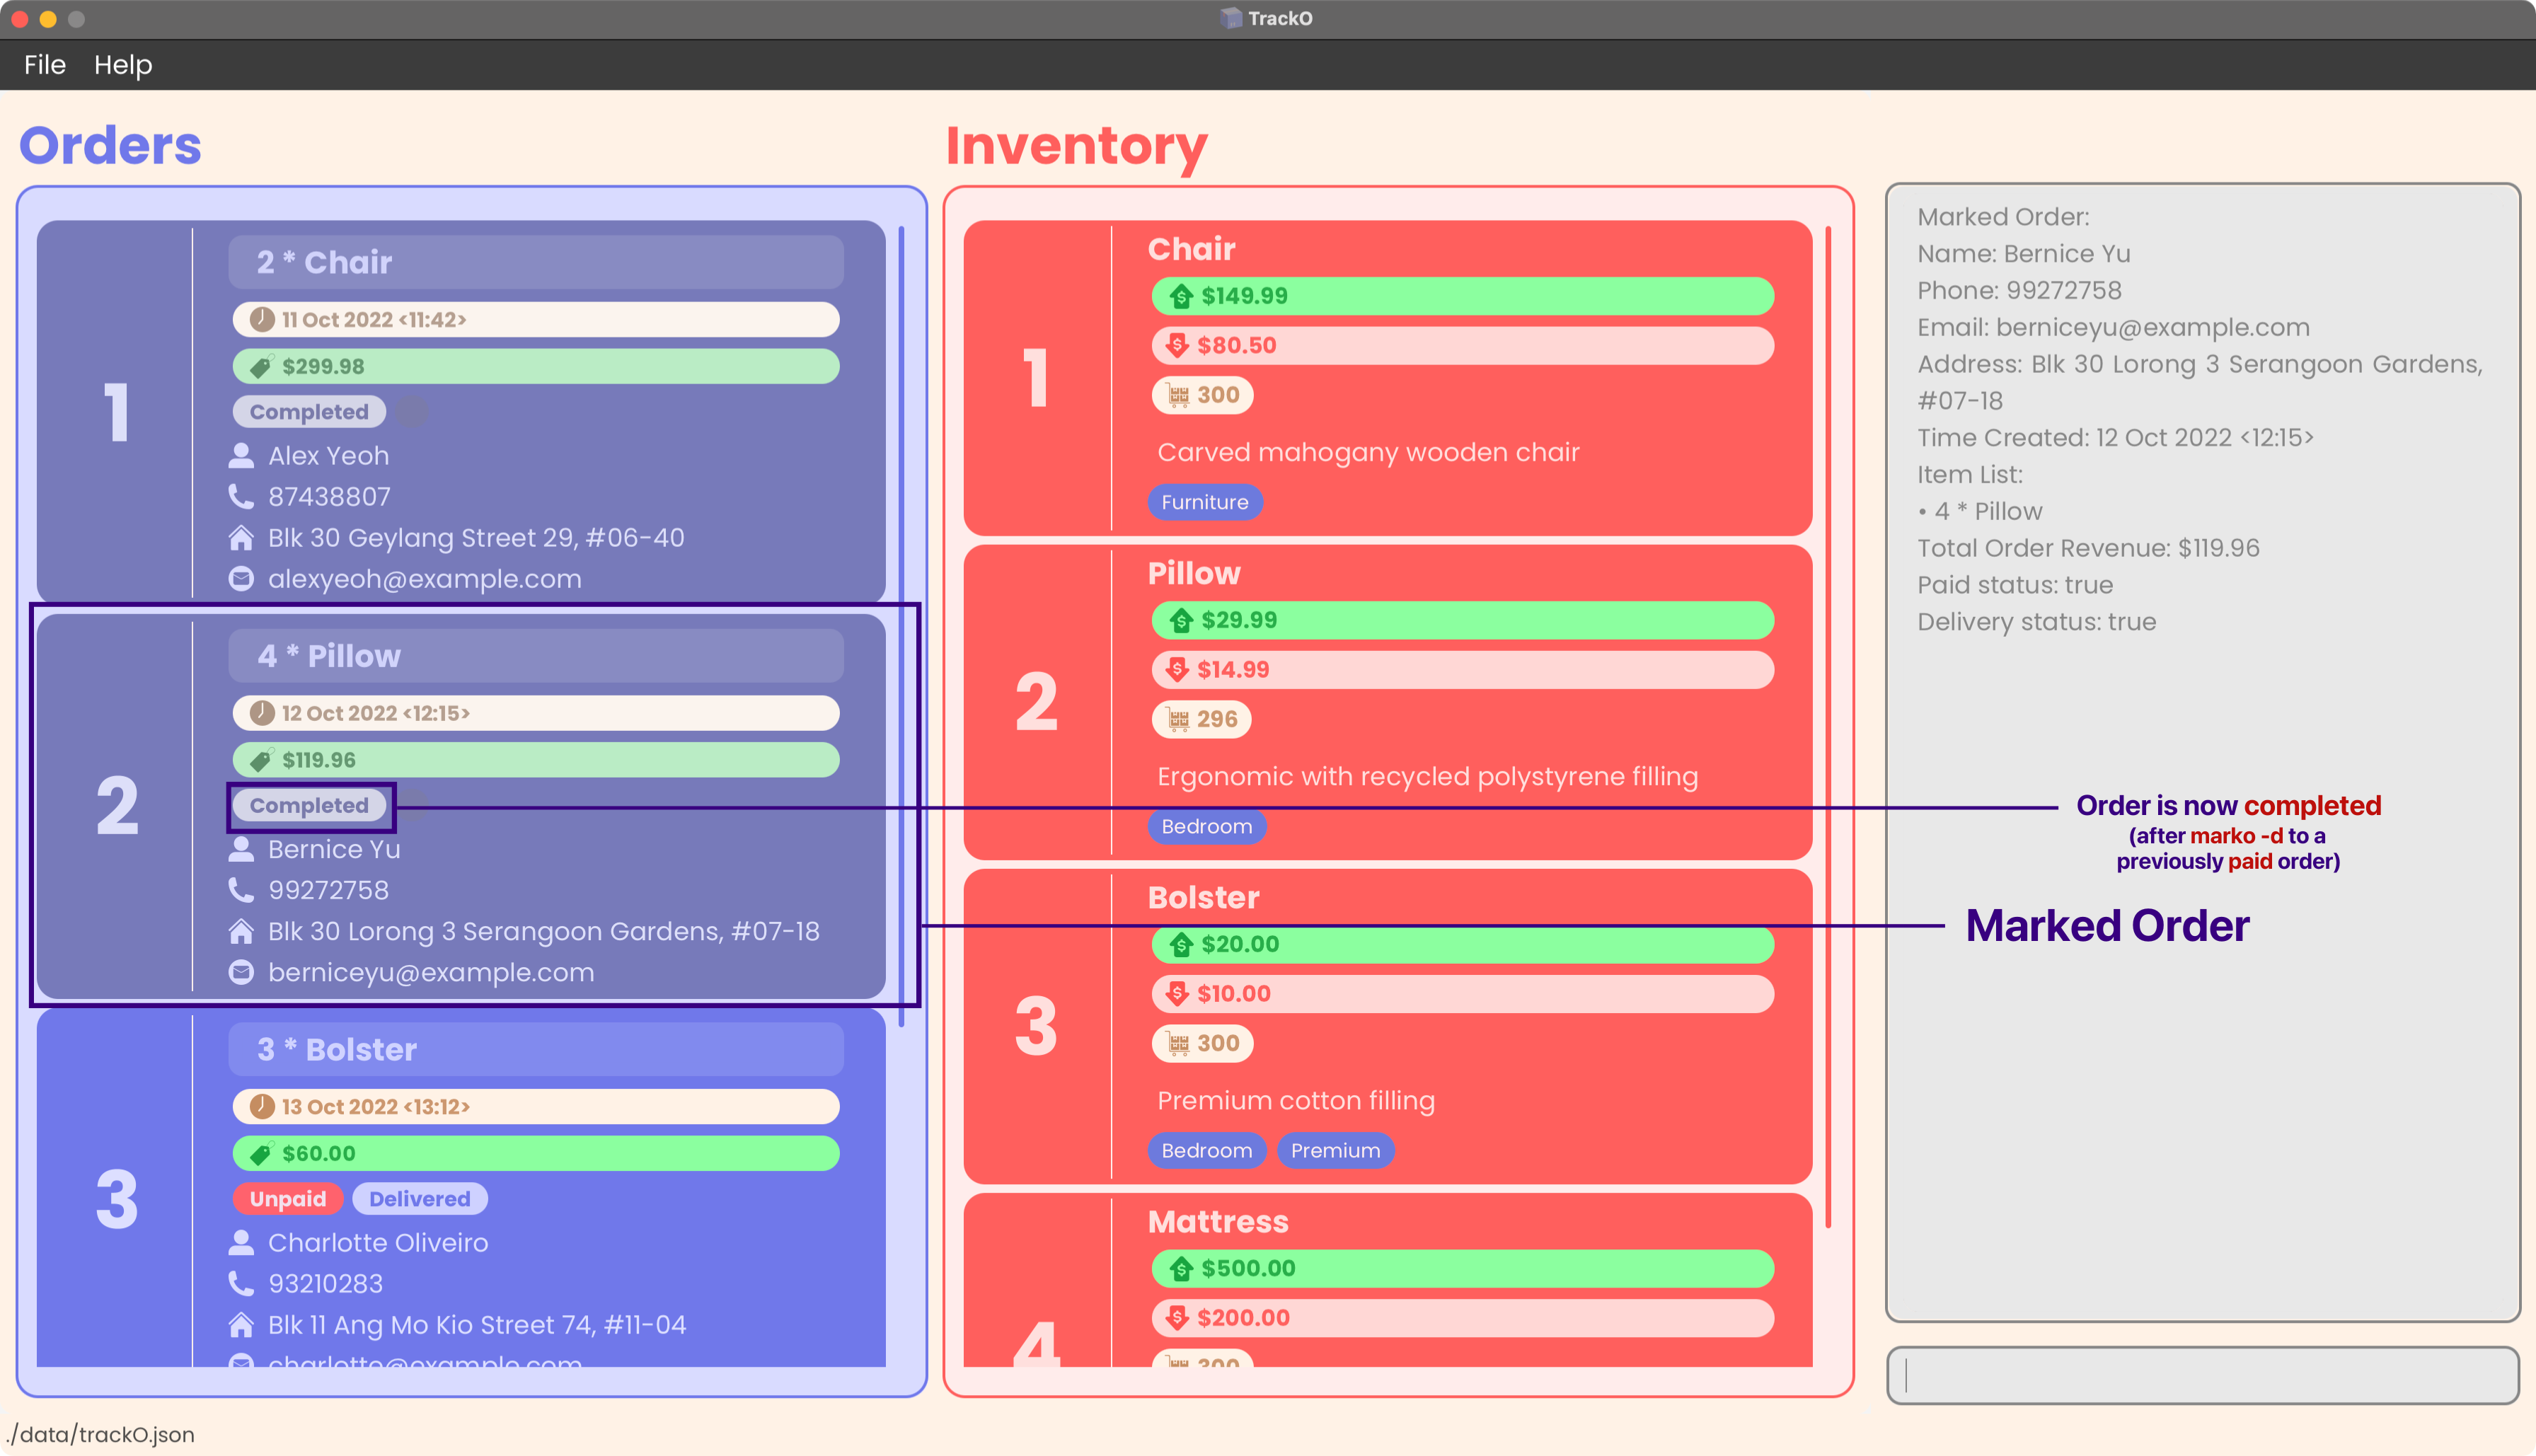 TrackO
File Help
Orders
1
2 * Chair
11 Oct 2022 <11:42>
$299.98
Completed
Alex Yeoh
87438807
Blk 30 Geylang Street 29, #06-40
alexyeoh@example.com
2
4 * Pillow
12 Oct 2022 <12:15>
$119.96
Completed
Bernice Yu
99272758
Blk 30 Lorong 3 Serangoon Gardens, #07-18
berniceyu@example.com
3
3 * Bolster
13 Oct 2022 <13:12>
$60.00
Unpaid Delivered
Charlotte Oliveiro
93210283
Blk 11 Ang Mo Kio Street 74, #11-04
charlotte@example.com
Inventory
1
Chair
$149.99
$80.50
300
Carved mahogany wooden chair
Furniture
2
Pillow
$29.99
$14.99
296
Ergonomic with recycled polystyrene filling
Bedroom
3
Bolster
$20.00
$10.00
300
Premium cotton filling
Bedroom Premium
4
Mattress
$500.00
$200.00
300
Marked Order:
Name: Bernice Yu
Phone: 99272758
Email: berniceyu@example.com
Address: Blk 30 Lorong 3 Serangoon Gardens,
#07-18
Time Created: 12 Oct 2022 <12:15>
Item List:
• 4 * Pillow
Total Order Revenue: $119.96
Paid status: true
Delivery status: true
Order is now completed
(after marko -d to a
previously paid order)
Marked Order
./data/trackO.json